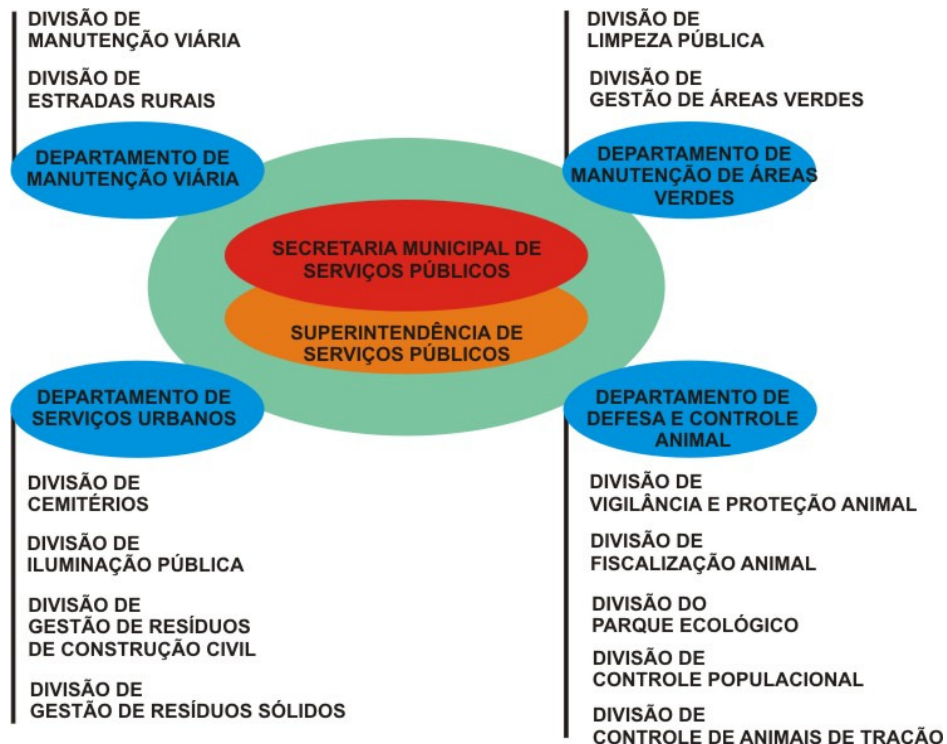 DIVISÃO DE
MANUTENÇÃO VIÁRIA
DIVISÃO DE
ESTRADAS RURAIS
DEPARTAMENTO DE
MANUTENÇÃO VIÁRIA
DIVISÃO DE
LIMPEZA PÚBLICA
DIVISÃO DE
GESTÃO DE ÁREAS VERDES
DEPARTAMENTO DE
MANUTENÇÃO DE ÁREAS
VERDES
SECRETARIA MUNICIPAL DE
SERVIÇOS PÚBLICOS
SUPERINTENDÊNCIA DE
SERVIÇOS PÚBLICOS
DEPARTAMENTO DE
SERVIÇOS URBANOS
DIVISÃO DE
CEMITÉRIOS
DIVISÃO DE
ILUMINAÇÃO PÚBLICA
DIVISÃO DE
GESTÃO DE RESÍDUOS
DE CONSTRUÇÃO CIVIL
DIVISÃO DE
GESTÃO DE RESÍDUOS SÓLIDOS
DEPARTAMENTO DE
DEFESA E CONTROLE
ANIMAL
DIVISÃO DE
VIGILÂNCIA E PROTEÇÃO ANIMAL
DIVISÃO DE
FISCALIZAÇÃO ANIMAL
DIVISÃO DO
PARQUE ECOLÓGICO
DIVISÃO DE
CONTROLE POPULACIONAL
DIVISÃO DE
CONTROLE DE ANIMAIS DE TRAÇÃO